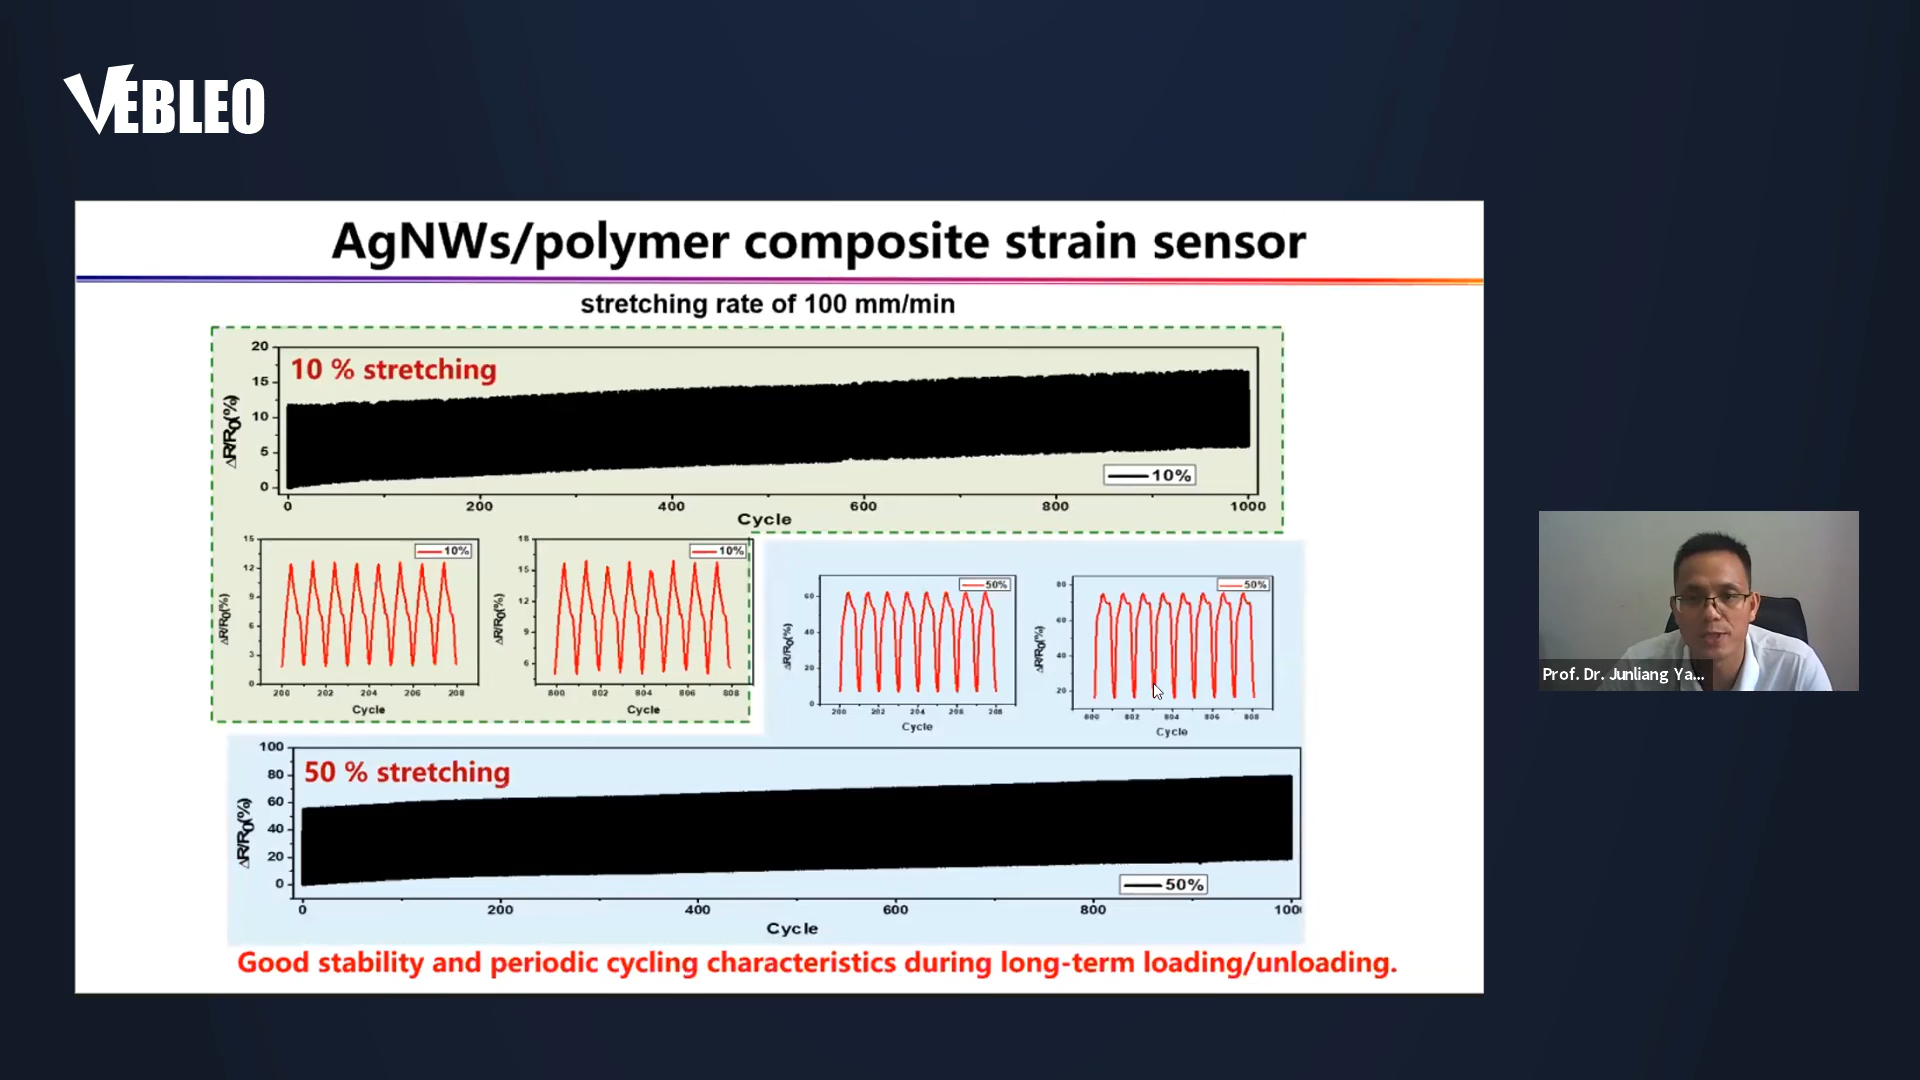 VEBLEO
AgNWs/polymer composite strain sensor
stretching rate of 100 mm/min
10 % stretching
ΔR/R0(%)
20
15
10
5
0
10%
0 200 400 600 800 1000
Cycle
15
12
9
6
3
0
ΔR/R0(%)
10%
200 202 204 206 208
Cycle
18
15
12
9
6
ΔR/R0(%)
10%
800 802 804 806 808
Cycle
60
40
20
0
ΔR/R0(%)
50%
200 202 204 206 208
Cycle
80
60
40
20
ΔR/R0(%)
50%
800 802 804 806 808
Cycle
50 % stretching
ΔR/R0(%)
100
80
60
40
20
0
50%
0 200 400 600 800 100
Cycle
Good stability and periodic cycling characteristics during long-term loading/unloading.
Prof. Dr. Junliang Ya...